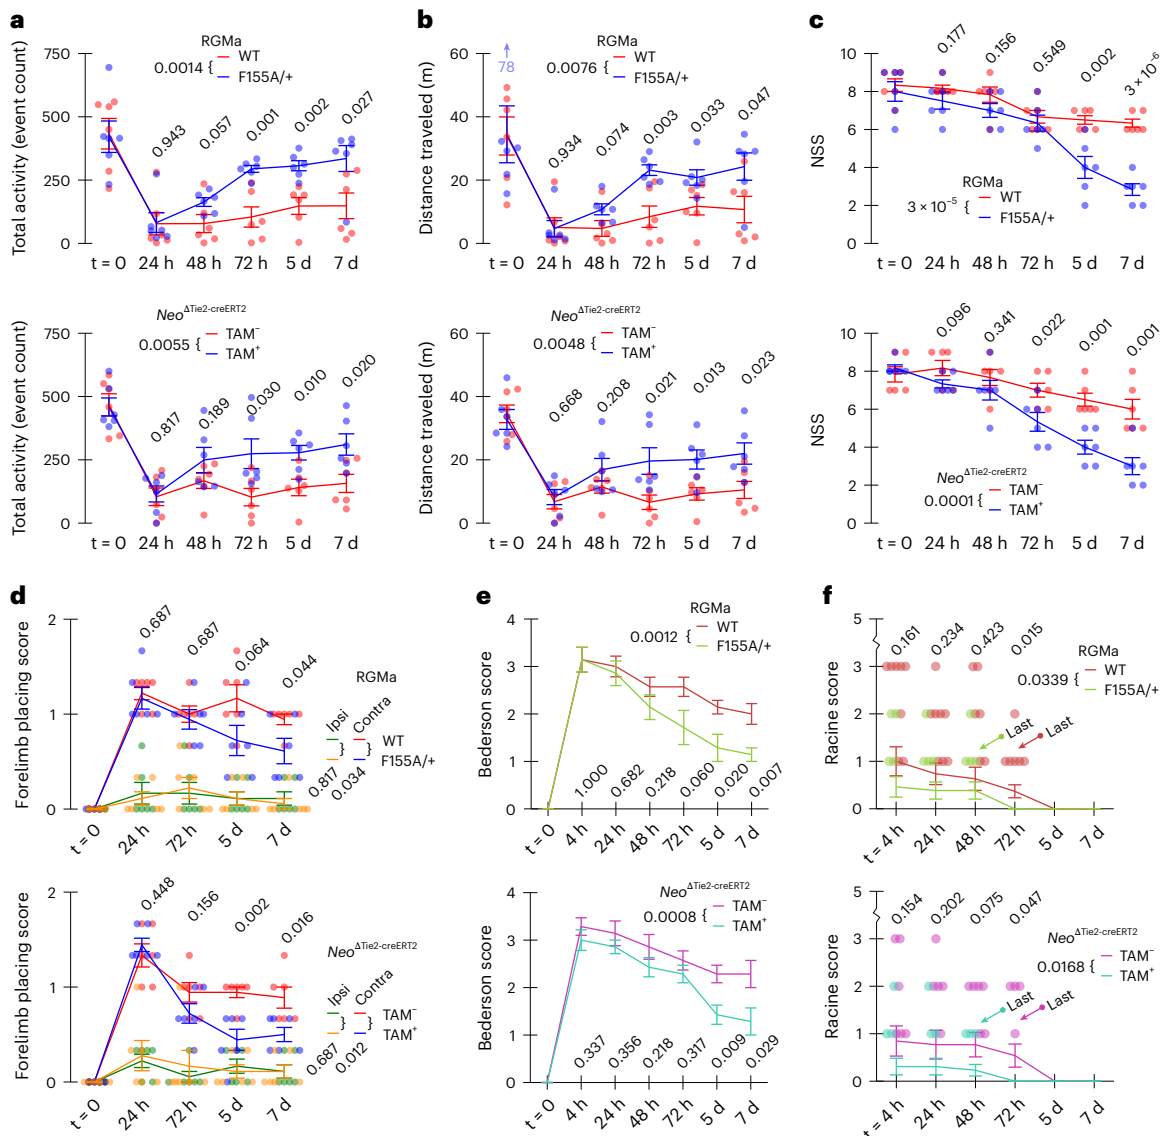 a
Total activity (event count)
750
500
250
0
RGMa
0.0014 {
WT
F155A/+
0.943
0.057
0.001
0.002
0.027
t = 0 24 h 48 h 72 h 5 d 7 d
Total activity (event count)
750
500
250
0
Neo^ΔTie2-creERT2
0.0055 {
TAM⁻
TAM⁺
0.817
0.189
0.030
0.010
0.020
t = 0 24 h 48 h 72 h 5 d 7 d
b
Distance traveled (m)
60
40
20
0
78
RGMa
0.0076 {
WT
F155A/+
0.934
0.074
0.003
0.033
0.047
t = 0 24 h 48 h 72 h 5 d 7 d
Distance traveled (m)
60
40
20
0
Neo^ΔTie2-creERT2
0.0048 {
TAM⁻
TAM⁺
0.668
0.208
0.021
0.013
0.023
t = 0 24 h 48 h 72 h 5 d 7 d
c
NSS
10
8
6
4
2
0
0.177
0.156
0.549
0.002
3 × 10⁻⁶
RGMa
3 × 10⁻⁵ {
WT
F155A/+
t = 0 24 h 48 h 72 h 5 d 7 d
NSS
10
8
6
4
2
0
0.096
0.341
0.022
0.001
0.001
Neo^ΔTie2-creERT2
0.0001 {
TAM⁻
TAM⁺
t = 0 24 h 48 h 72 h 5 d 7 d
d
Forelimb placing score
2
1
0
0.687
0.687
0.064
0.044
RGMa
Ipsi
Contra
} } WT
F155A/+
0.817
0.034
t = 0 24 h 72 h 5 d 7 d
Forelimb placing score
2
1
0
0.448
0.156
0.002
0.016
Neo^ΔTie2-creERT2
Ipsi
Contra
} } TAM⁻
TAM⁺
0.687
0.012
t = 0 24 h 72 h 5 d 7 d
e
Bederson score
4
3
2
1
0
RGMa
0.0012 {
WT
F155A/+
1.000
0.682
0.218
0.060
0.020
0.007
t = 0 4 h 24 h 48 h 72 h 5 d 7 d
Bederson score
4
3
2
1
0
Neo^ΔTie2-creERT2
0.0008 {
TAM⁻
TAM⁺
0.337
0.356
0.218
0.317
0.009
0.029
t = 0 4 h 24 h 48 h 72 h 5 d 7 d
f
Racine score
5
3
2
1
0
0.161
0.234
0.423
0.015
RGMa
0.0339 {
WT
F155A/+
Last
Last
t = 4 h 24 h 48 h 72 h 5 d 7 d
Racine score
5
3
2
1
0
0.154
0.202
0.075
0.047
Neo^ΔTie2-creERT2
0.0168 {
TAM⁻
TAM⁺
Last
Last
t = 4 h 24 h 48 h 72 h 5 d 7 d